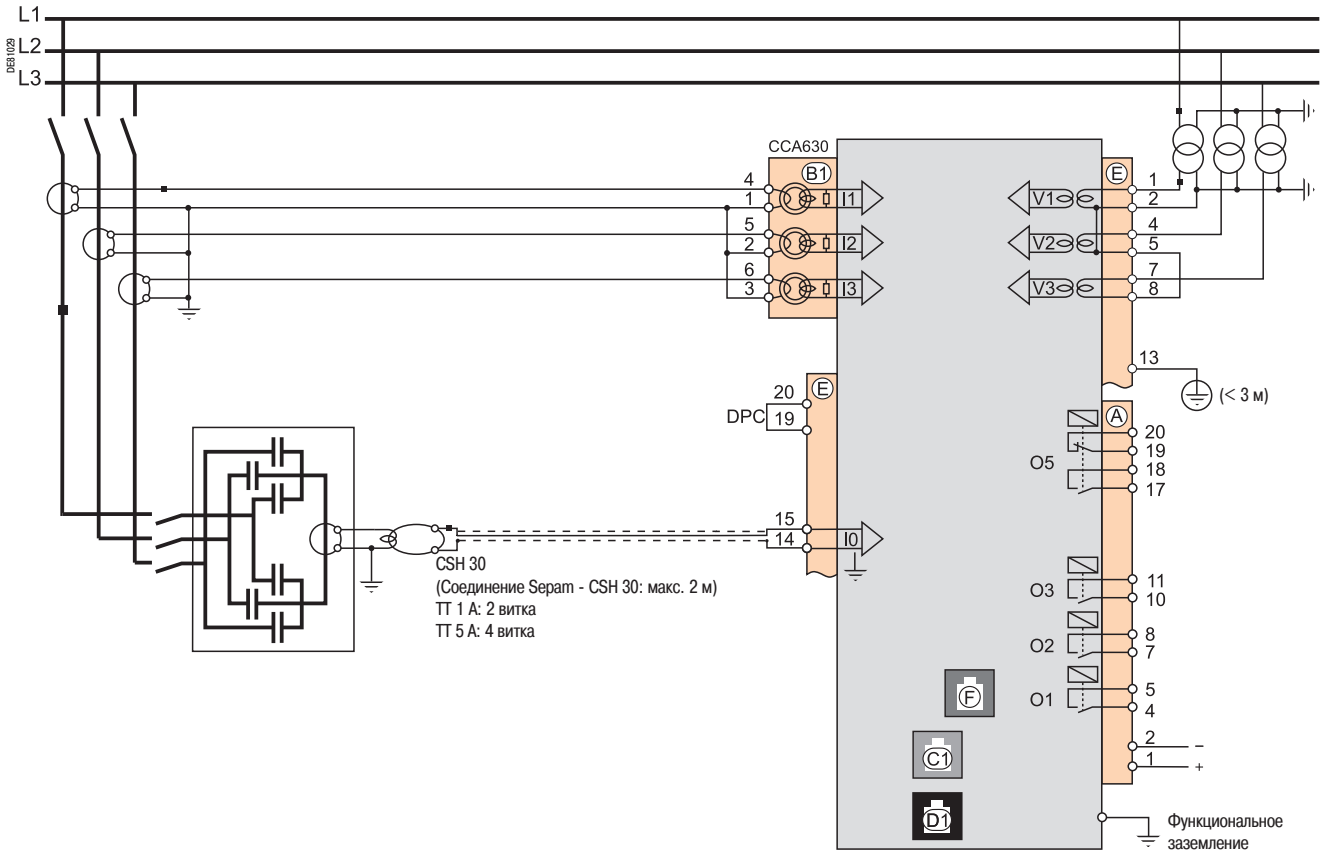 L1
L2
L3
DE81029
CCA630
B1
4
1
I1
5
2
I2
6
3
I3
E
V1
1
2
V2
4
5
V3
7
8
13
(< 3 м)
E
20
DPC
19
15
14
I0
CSH 30
(Соединение Sepam - CSH 30: макс. 2 м)
ТТ 1 А: 2 витка
ТТ 5 А: 4 витка
A
O5
20
19
18
17
O3
11
10
O2
8
7
O1
5
4
2 –
1 +
F
C1
D1
Функциональное
заземление